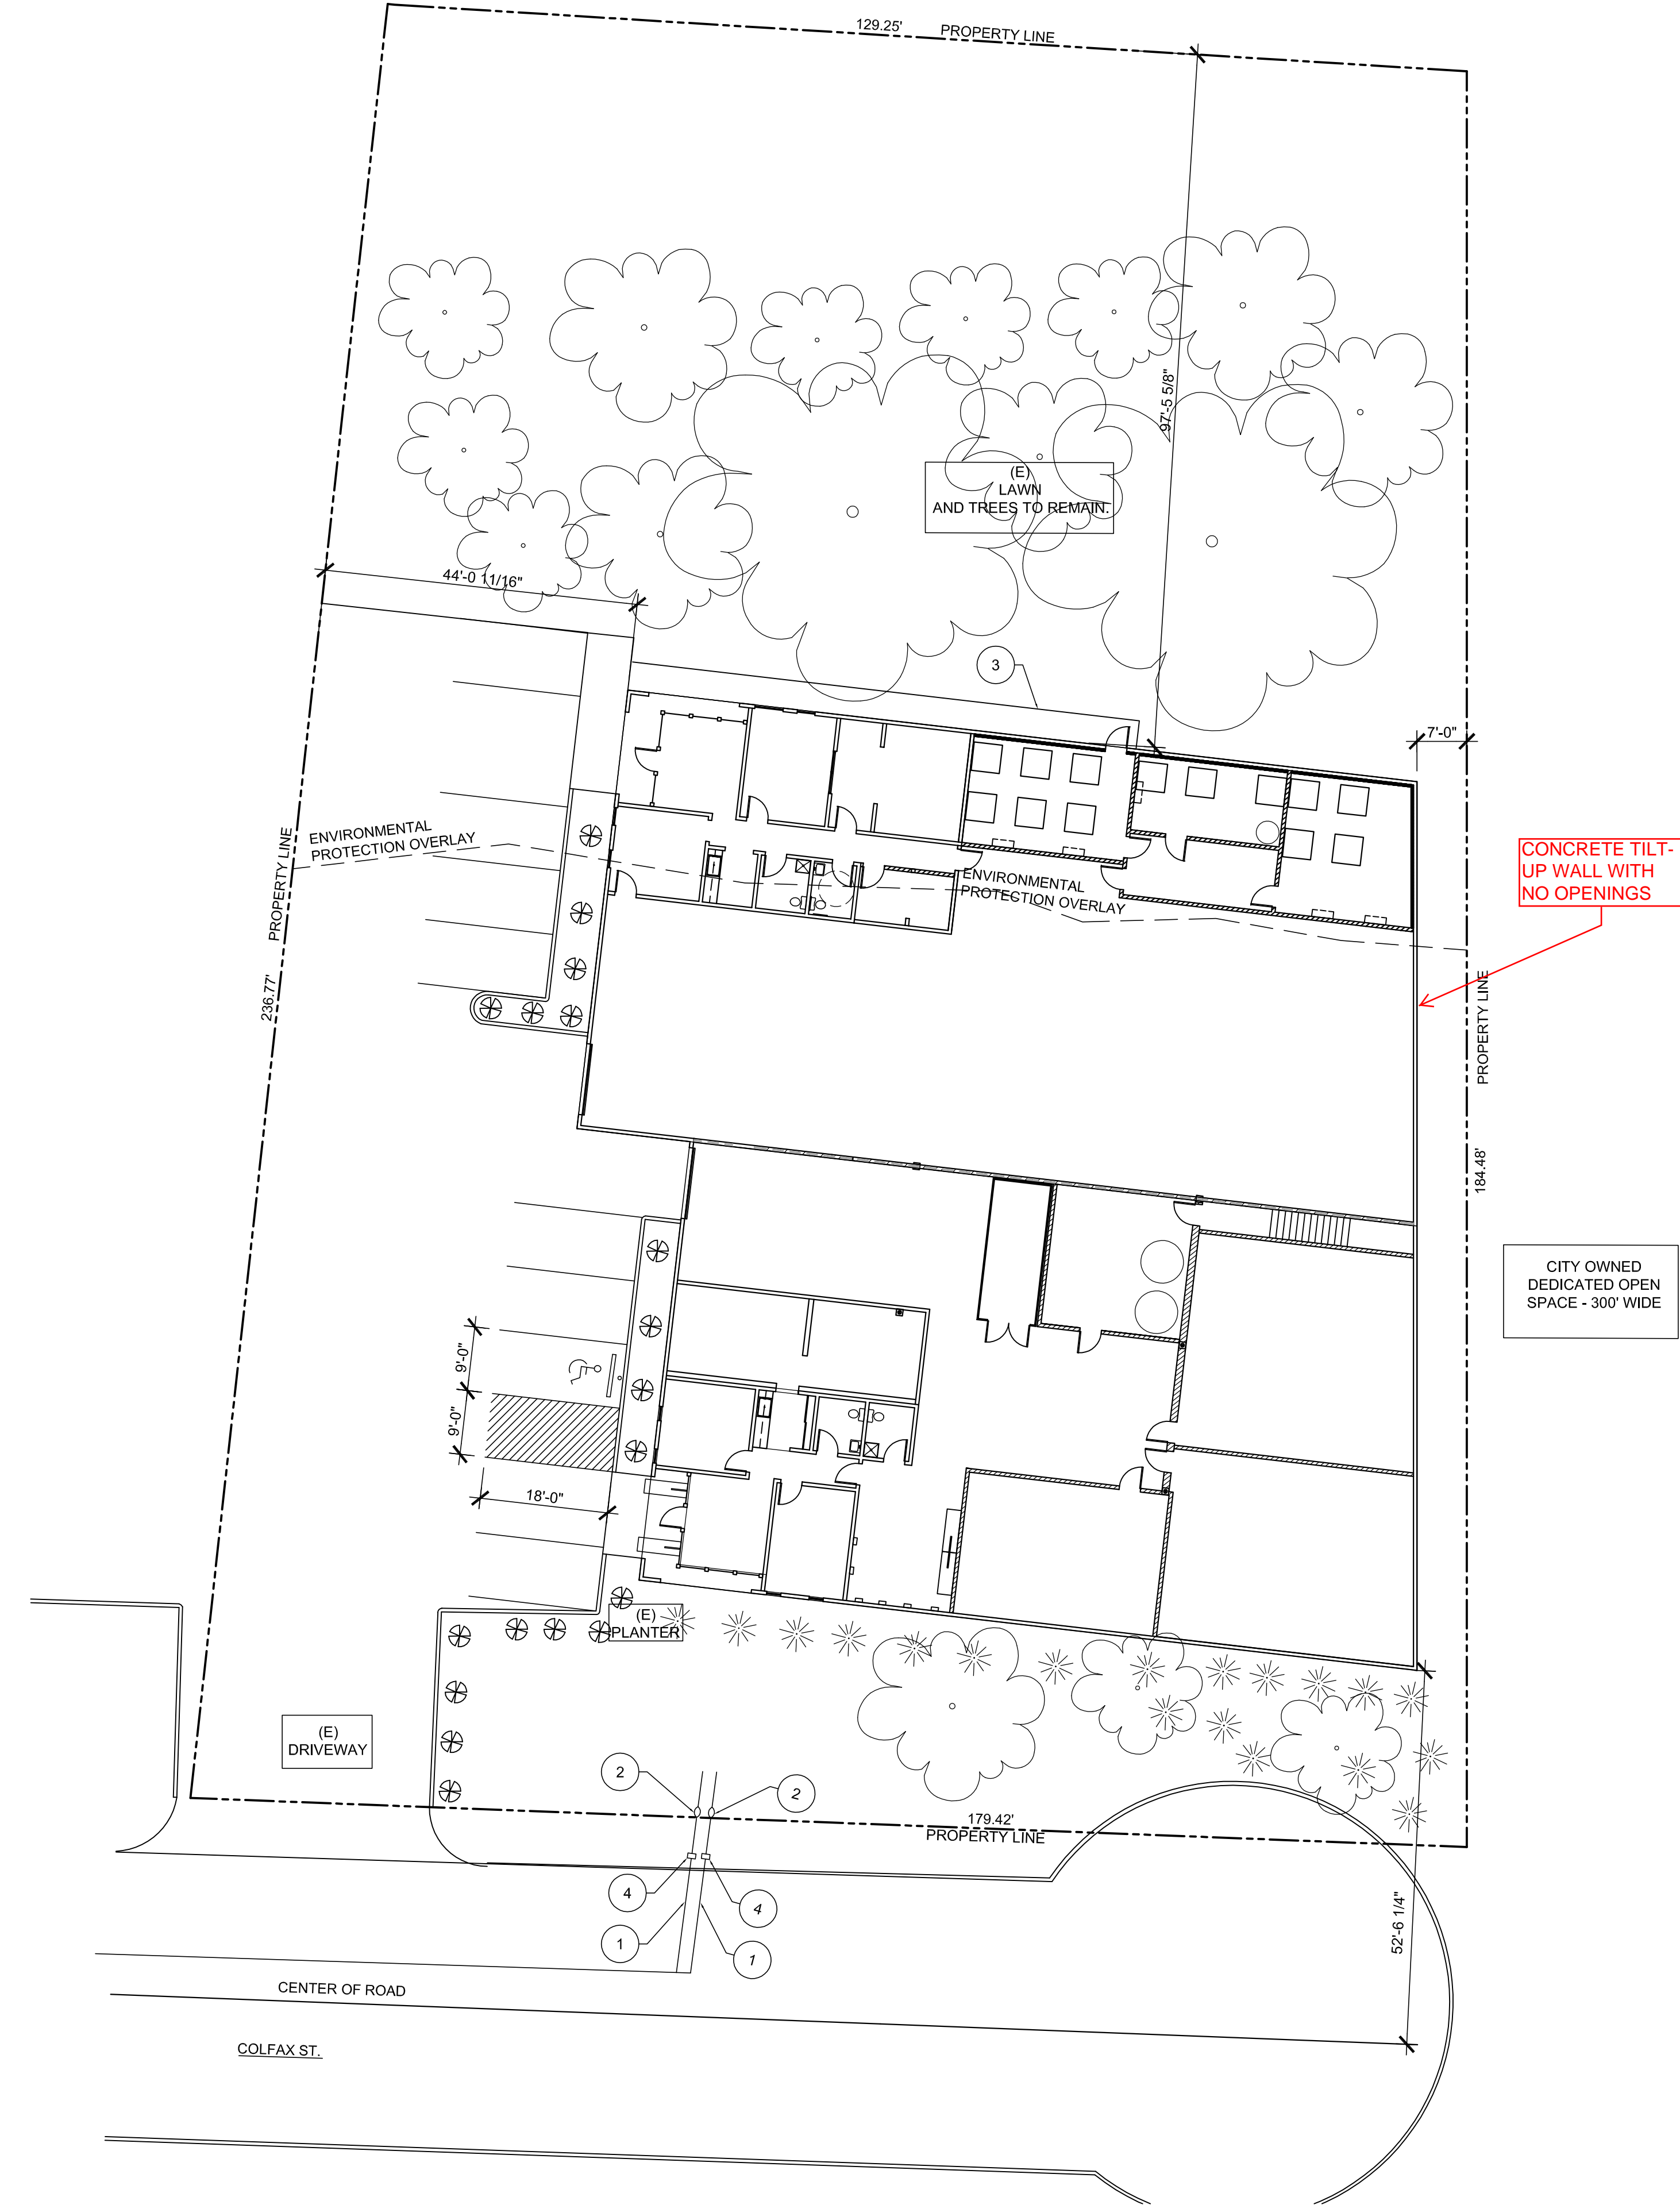 129.25'
PROPERTY LINE
97'-5 5/8"
(E)
LAWN
AND TREES TO REMAIN.
44'-0 11/16"
3
7'-0"
ENVIRONMENTAL
PROTECTION OVERLAY
PROPERTY LINE
236.77'
ENVIRONMENTAL
PROTECTION OVERLAY
CONCRETE TILT-
UP WALL WITH
NO OPENINGS
PROPERTY LINE
184.48'
CITY OWNED
DEDICATED OPEN
SPACE - 300' WIDE
9'-0"
9'-0"
18'-0"
(E)
PLANTER
(E)
DRIVEWAY
2
2
179.42'
PROPERTY LINE
4
4
1
1
52'-6 1/4"
CENTER OF ROAD
COLFAX ST.